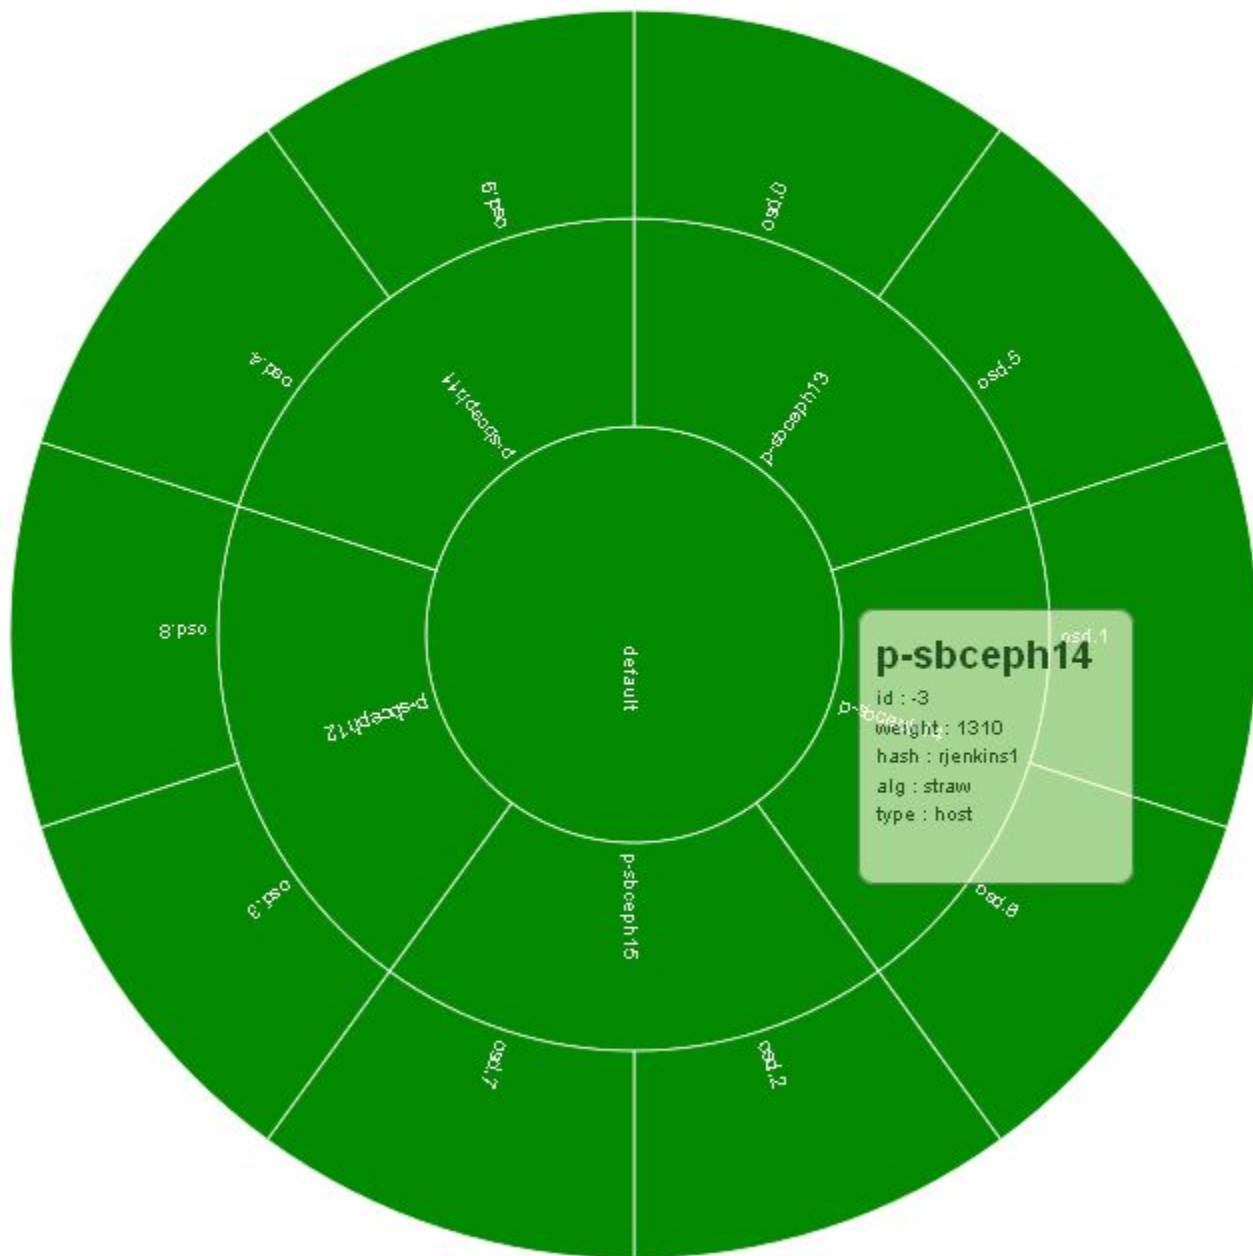 osd.9
osd.0
osd.4
osd.5
p-sbceph11
p-sbceph13
osd.8
default
osd.1
p-sbceph14
id : -3
p-sbceph12
weight : 1310
hash : rjenkins1
alg : straw
type : host
osd.3
p-sbceph15
osd.6
osd.7
osd.2